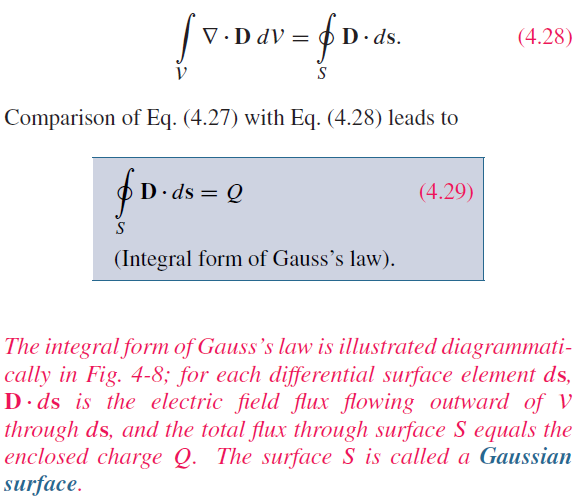 ∫_𝒱 ∇ · D d𝒱 = ∮_S D · ds. (4.28)
Comparison of Eq. (4.27) with Eq. (4.28) leads to
∮_S D · ds = Q (4.29)
(Integral form of Gauss’s law).
The integral form of Gauss’s law is illustrated diagrammati-
cally in Fig. 4-8; for each differential surface element ds,
D · ds is the electric field flux flowing outward of 𝒱
through ds, and the total flux through surface S equals the
enclosed charge Q. The surface S is called a Gaussian
surface.